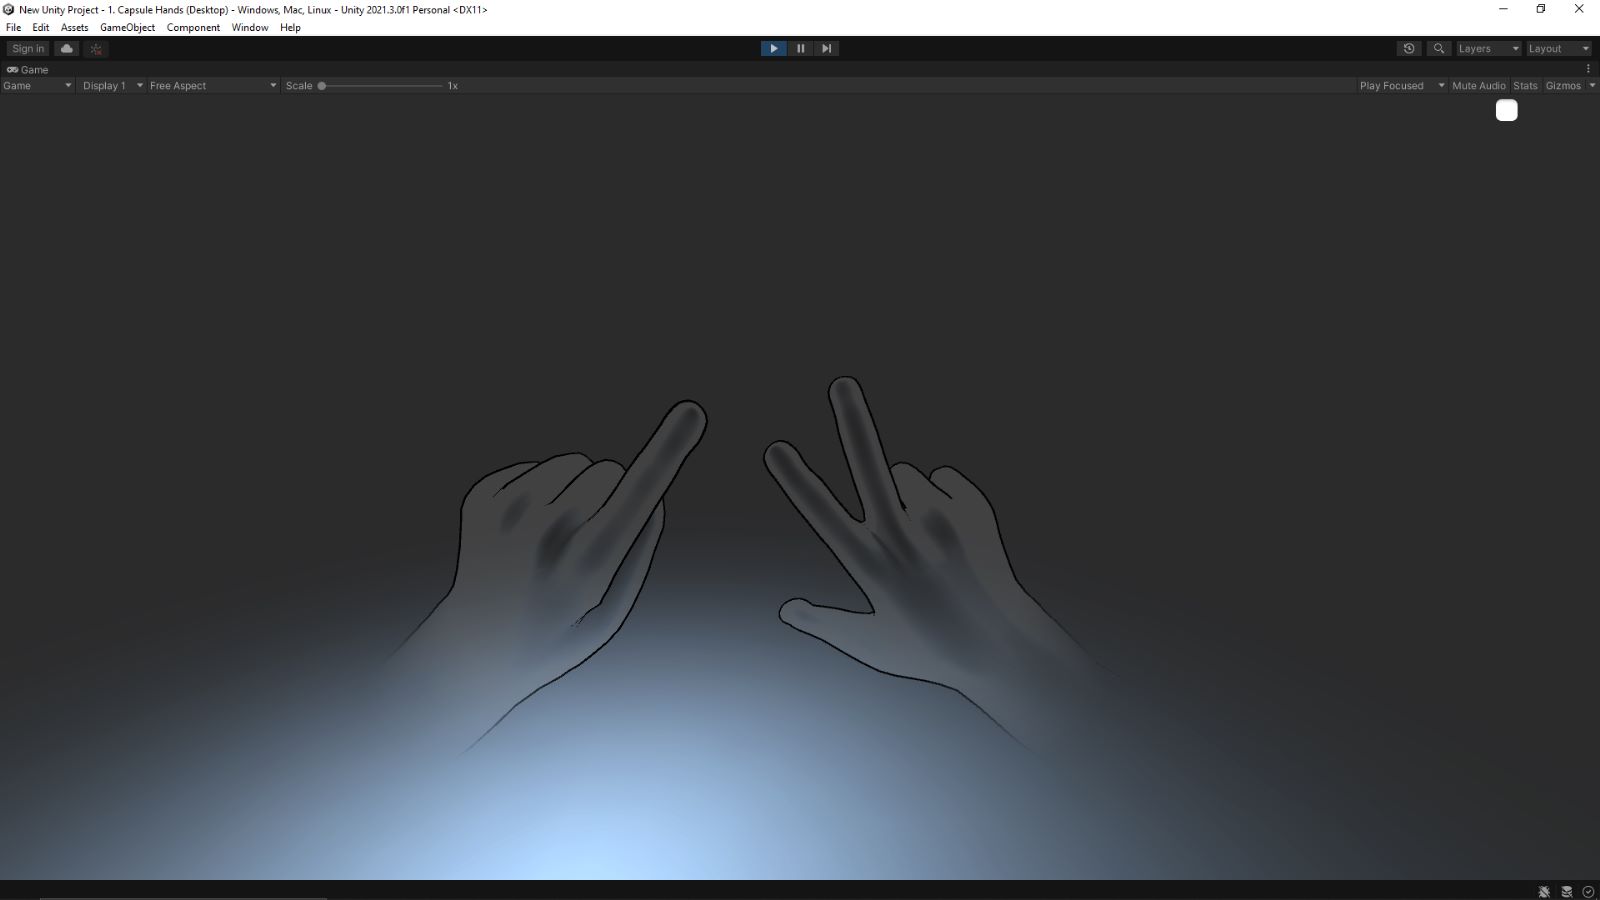 New Unity Project - 1. Capsule Hands (Desktop) - Windows, Mac, Linux - Unity 2021.3.0f1 Personal <DX11>
File Edit Assets GameObject Component Window Help
Sign in Layers Layout
Game
Game Display 1 Free Aspect Scale 1x Play Focused Mute Audio Stats Gizmos